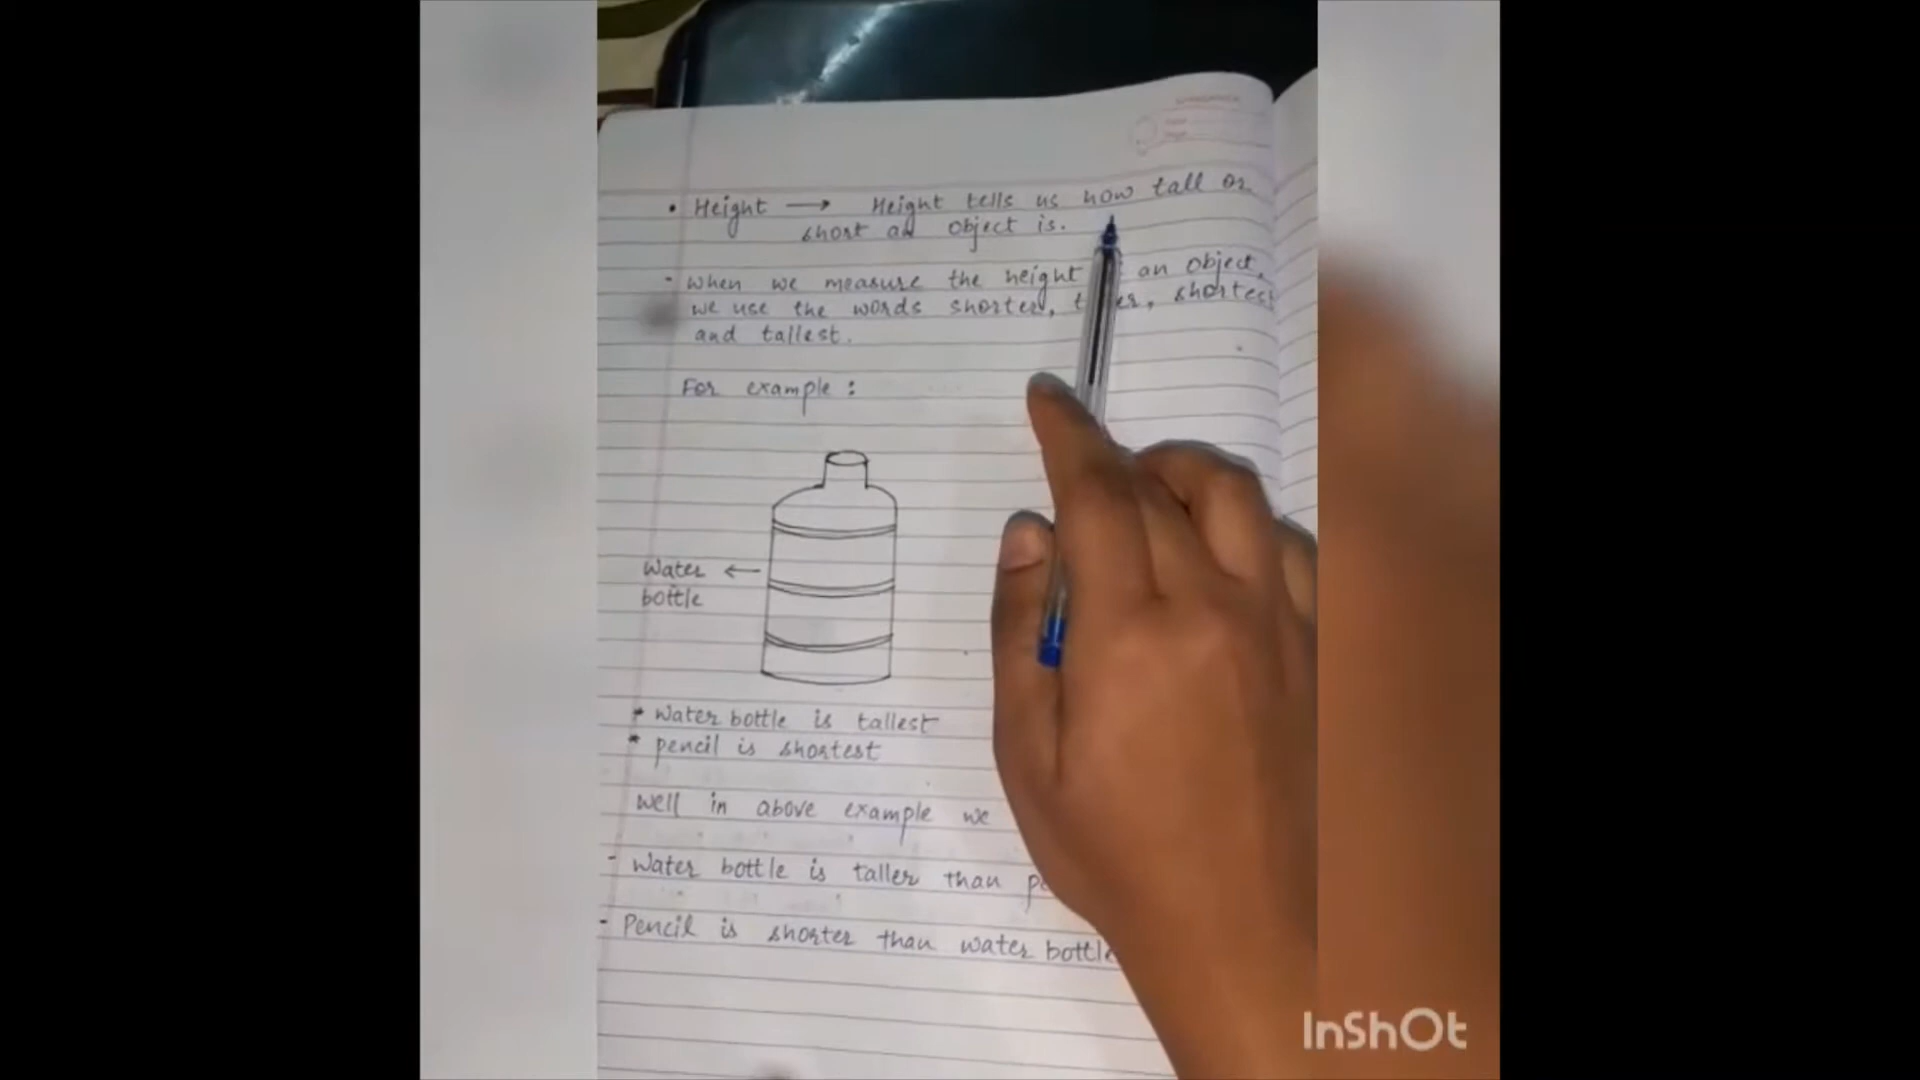 • Height → Height tells us how tall or
short an object is.
- When we measure the height an object,
we use the words shorter, shortest
and tallest.
For example :
Water ←
bottle
* Water bottle is tallest
* pencil is shortest
Well in above example we
- Water bottle is taller than
- Pencil is shorter than water bottle
InShOt